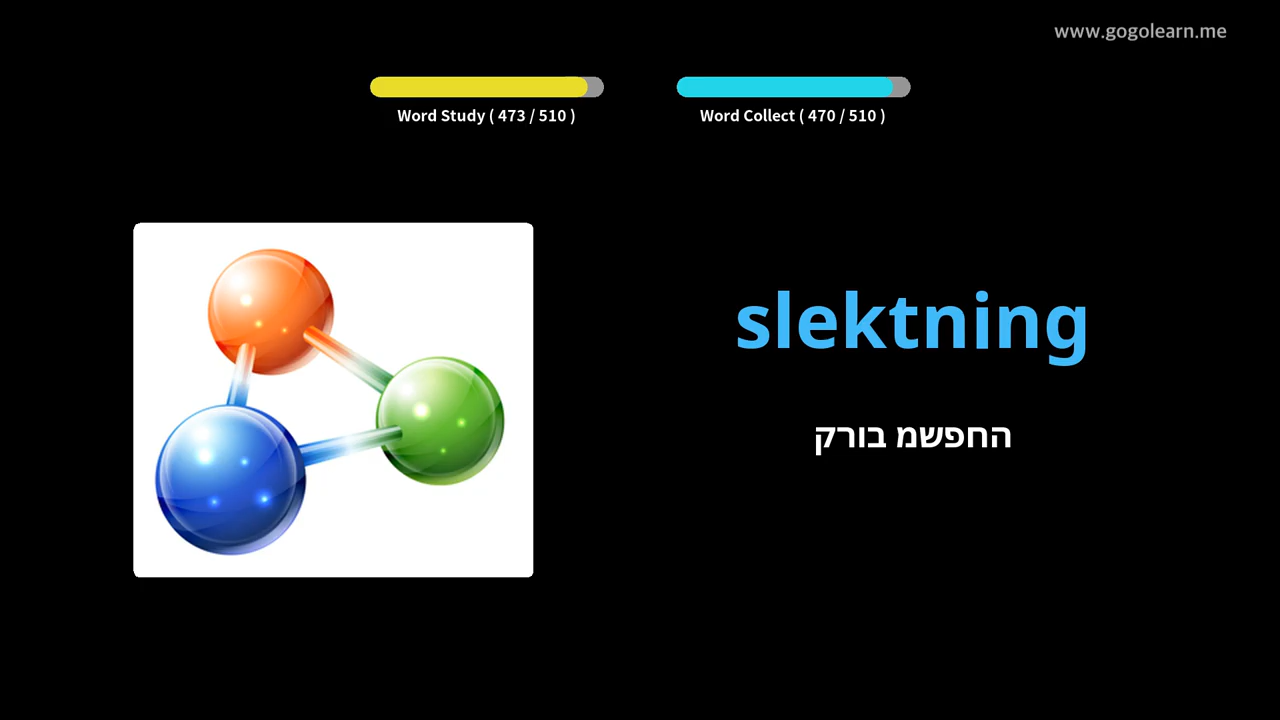 www.gogolearn.me
Word Study ( 473 / 510 )
Word Collect ( 470 / 510 )
slektning
החפשמ בורק